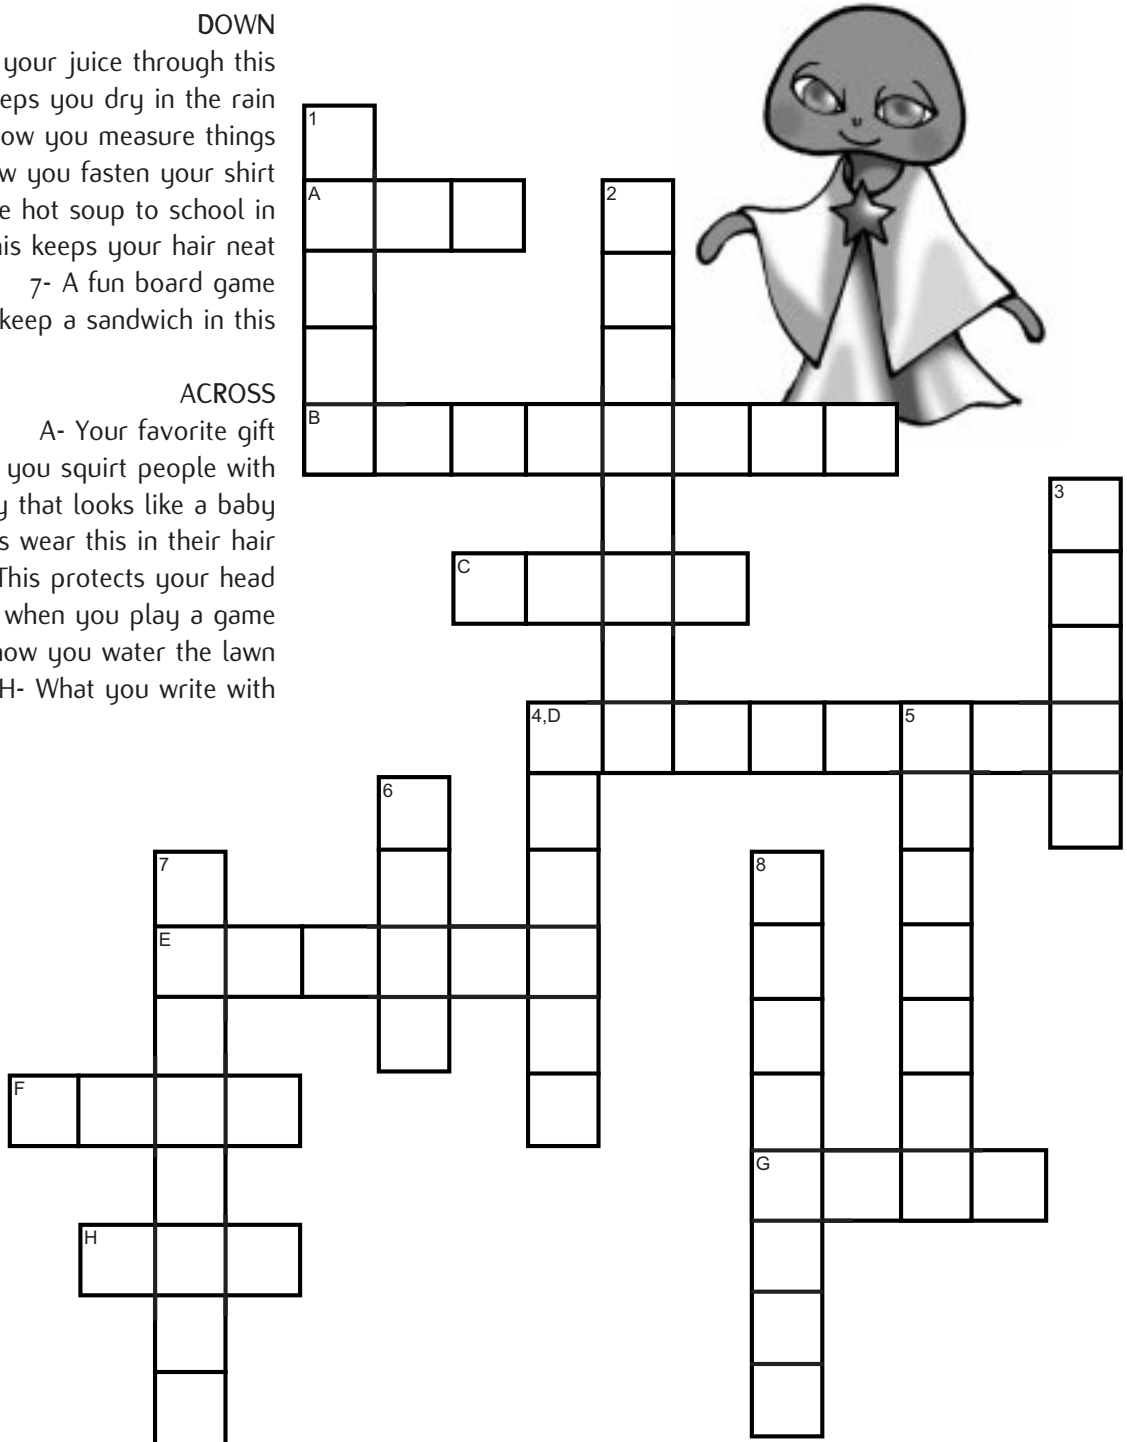 DOWN
your juice through this
eeps you dry in the rain
ow you measure things
w you fasten your shirt
e hot soup to school in
his keeps your hair neat
7- A fun board game
keep a sandwich in this
ACROSS
A- Your favorite gift
you squirt people with
y that looks like a baby
s wear this in their hair
This protects your head
when you play a game
how you water the lawn
H- What you write with
1
A
2
B
3
C
4,D
5
6
7
8
E
F
G
H